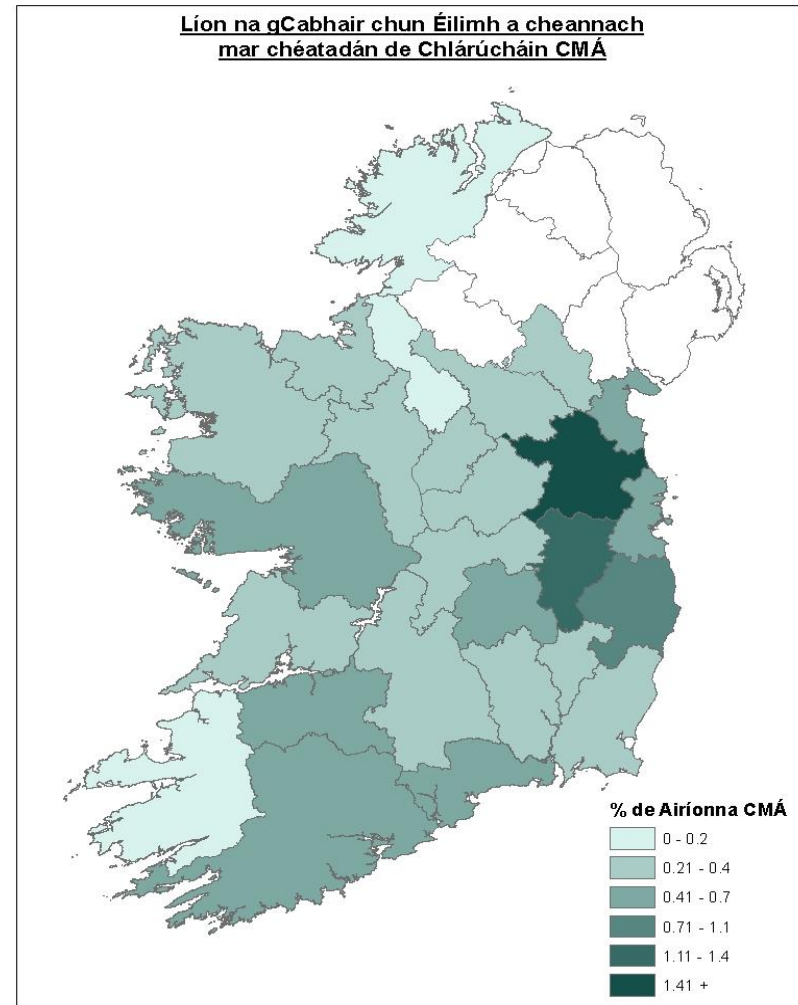 Líon na gCabhair chun Éilimh a cheannach
mar chéatadán de Chlárúcháin CMÁ
% de Airíonna CMÁ
0 - 0.2
0.21 - 0.4
0.41 - 0.7
0.71 - 1.1
1.11 - 1.4
1.41 +